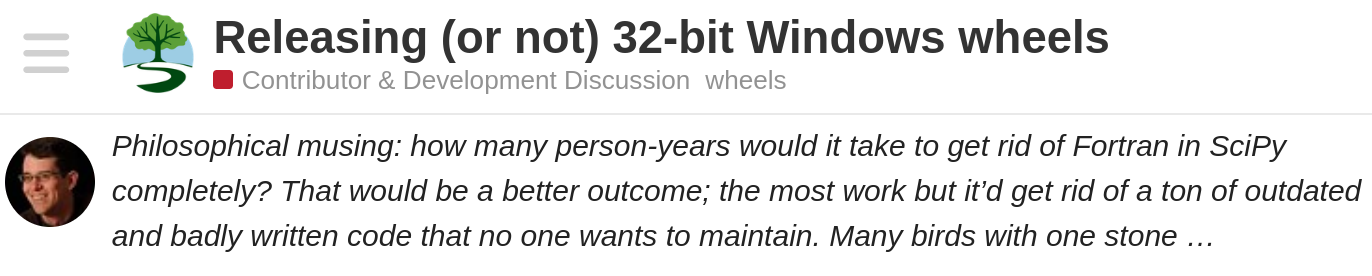 Releasing (or not) 32-bit Windows wheels
Contributor & Development Discussion wheels
Philosophical musing: how many person-years would it take to get rid of Fortran in SciPy
completely? That would be a better outcome; the most work but it’d get rid of a ton of outdated
and badly written code that no one wants to maintain. Many birds with one stone …